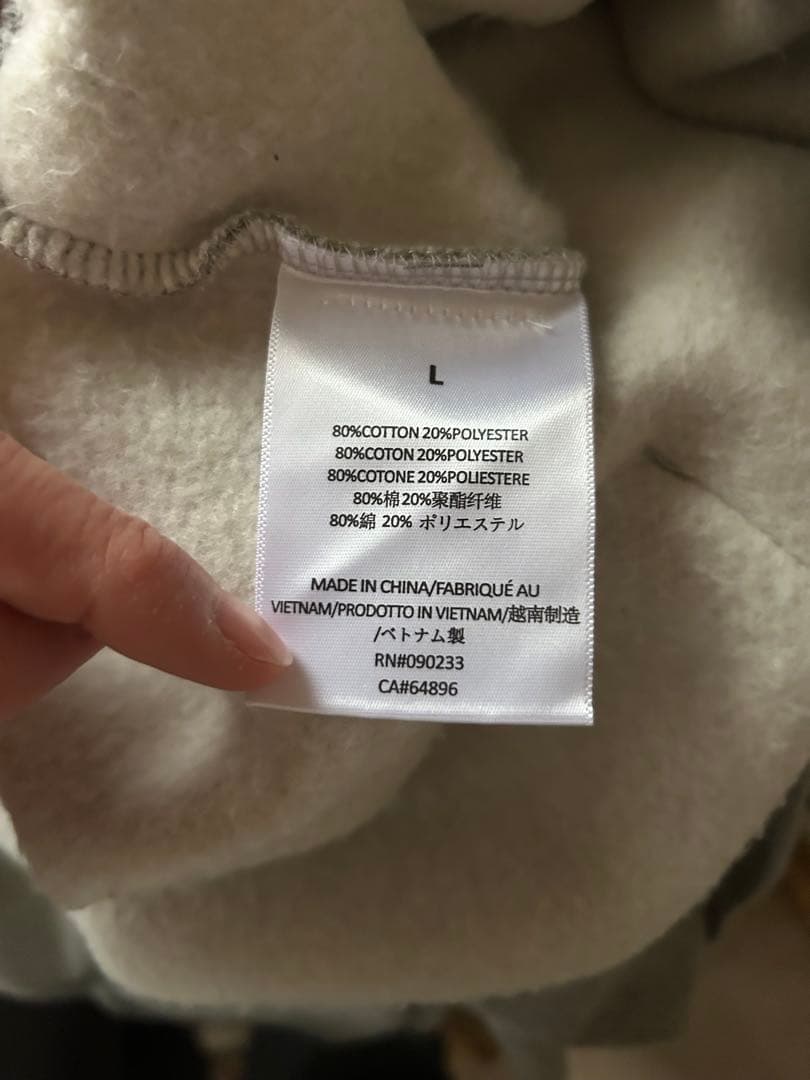 L
80%COTTON 20%POLYESTER
80%COTON 20%POLYESTER
80%COTONE 20%POLIESTERE
80%棉20%聚酯纤维
80%綿 20% ポリエステル
MADE IN CHINA/FABRIQUÉ AU
VIETNAM/PRODOTTO IN VIETNAM/越南制造
/ベトナム製
RN#090233
CA#64896